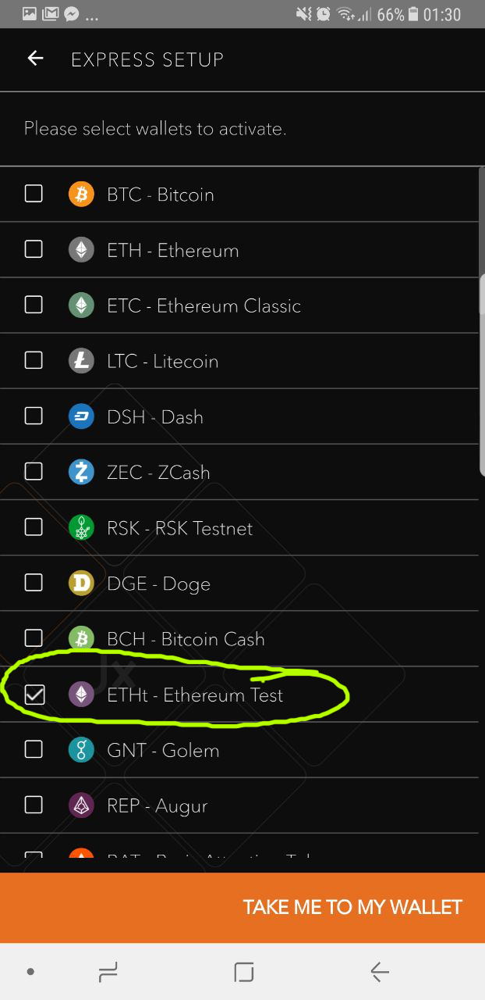 ... 66% 01:30
EXPRESS SETUP
Please select wallets to activate.
BTC - Bitcoin
ETH - Ethereum
ETC - Ethereum Classic
LTC - Litecoin
DSH - Dash
ZEC - ZCash
RSK - RSK Testnet
DGE - Doge
BCH - Bitcoin Cash
ETHt - Ethereum Test
GNT - Golem
REP - Augur
TAKE ME TO MY WALLET